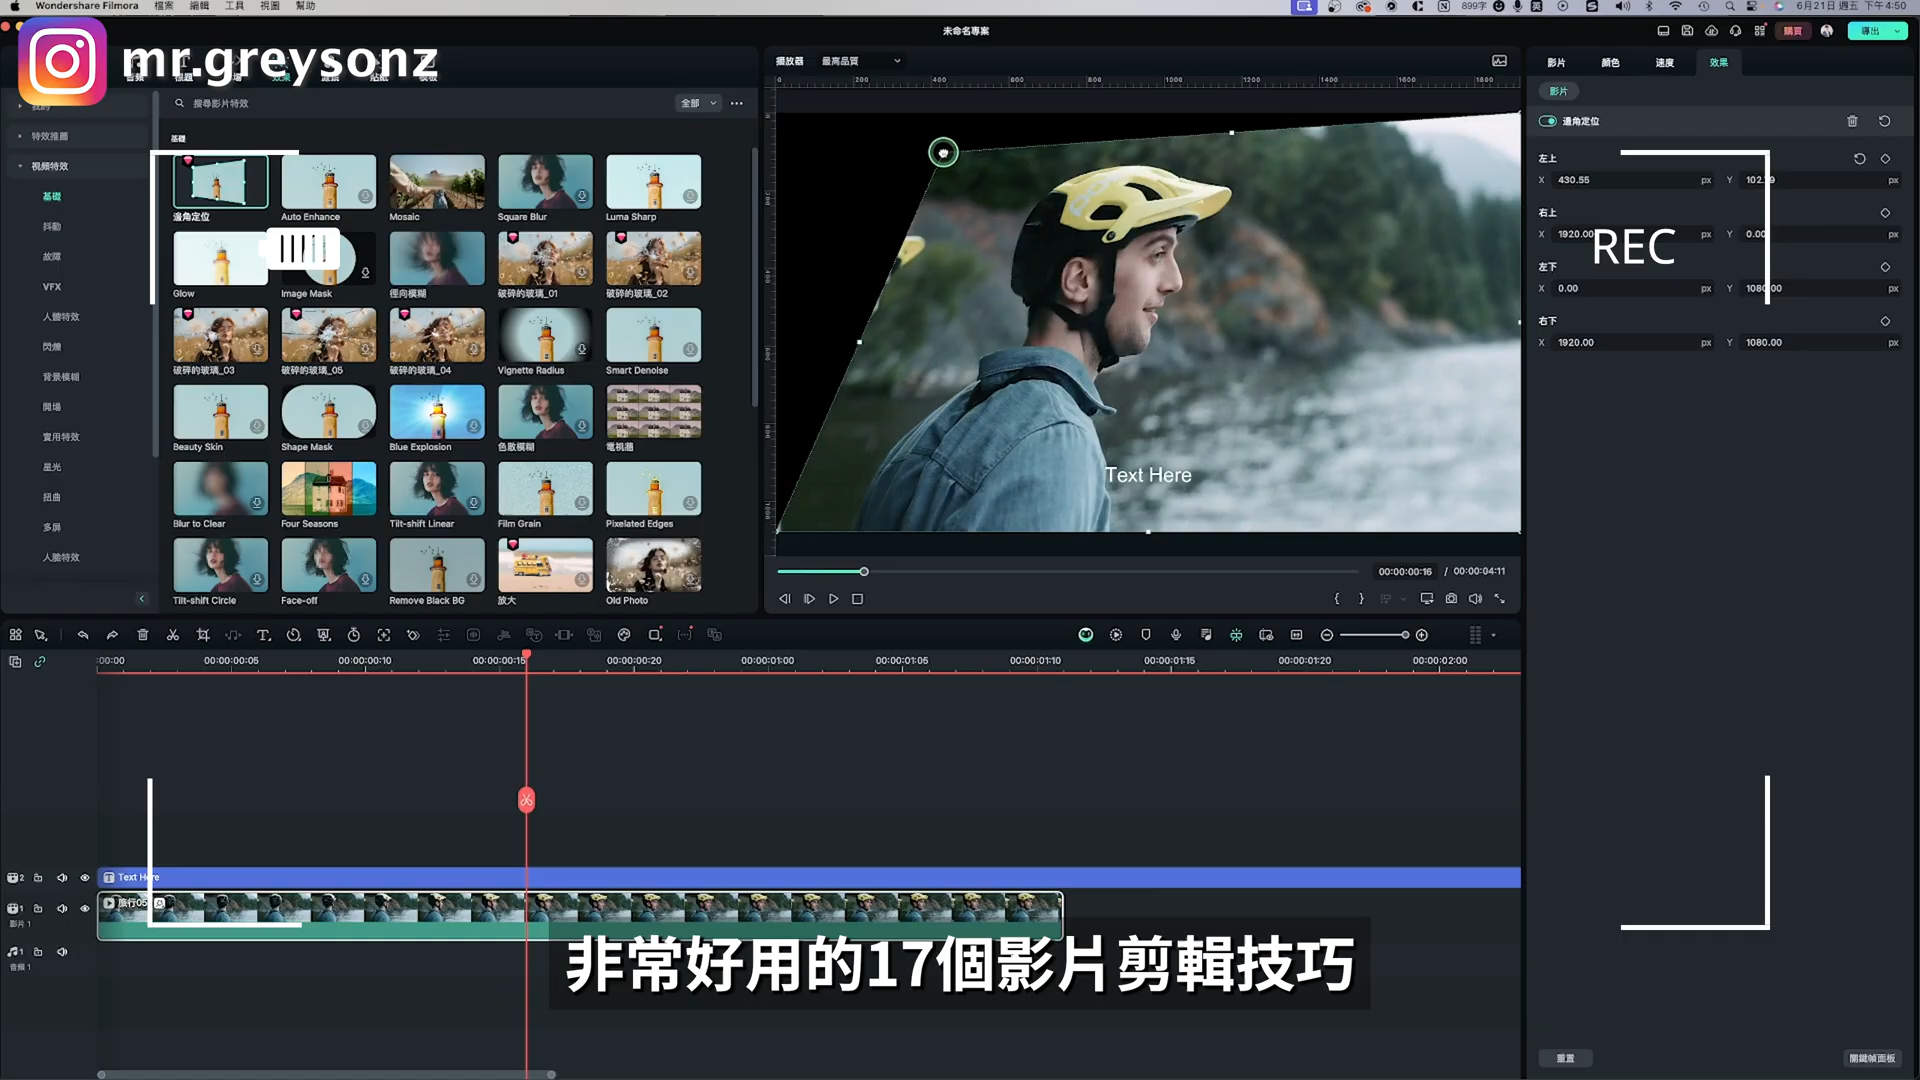 Wondershare Filmora 檔案 編輯 工具 視圖 幫助
899字 6月21日 週五 下午4:50
mr.greysonz
未命名專案
購買 導出
效果
搜尋影片特效 全部
特效推薦
視頻特效
基礎
抖動
故障
VFX
人體特效
閃爍
背景模糊
開場
實用特效
星光
扭曲
多屏
人臉特效
基礎
邊角定位 Auto Enhance Mosaic Square Blur Luma Sharp
Glow Image Mask 徑向模糊 破碎的玻璃_01 破碎的玻璃_02
破碎的玻璃_03 破碎的玻璃_05 破碎的玻璃_04 Vignette Radius Smart Denoise
Beauty Skin Shape Mask Blue Explosion 色散模糊 電視牆
Blur to Clear Four Seasons Tilt-shift Linear Film Grain Pixelated Edges
Tilt-shift Circle Face-off Remove Black BG 放大 Old Photo
播放器 最高品質
0 200 400 600 800 1000 1200 1400 1600 1800
Text Here
00:00:00:16 / 00:00:04:11
影片 顏色 速度 效果
影片
邊角定位
左上
X 430.55 px Y px
右上
X 1920.00 px Y 0.00 px
REC
左下
X 0.00 px Y 1080.00 px
右下
X 1920.00 px Y 1080.00 px
:00:00 00:00:00:05 00:00:00:10 00:00:00:15 00:00:00:20 00:00:01:00 00:00:01:05 00:00:01:10 00:00:01:15 00:00:01:20 00:00:02:00
2 Text Here
1 旅行05
影片 1
1
音頻 1
非常好用的17個影片剪輯技巧
重置 關鍵幀面板